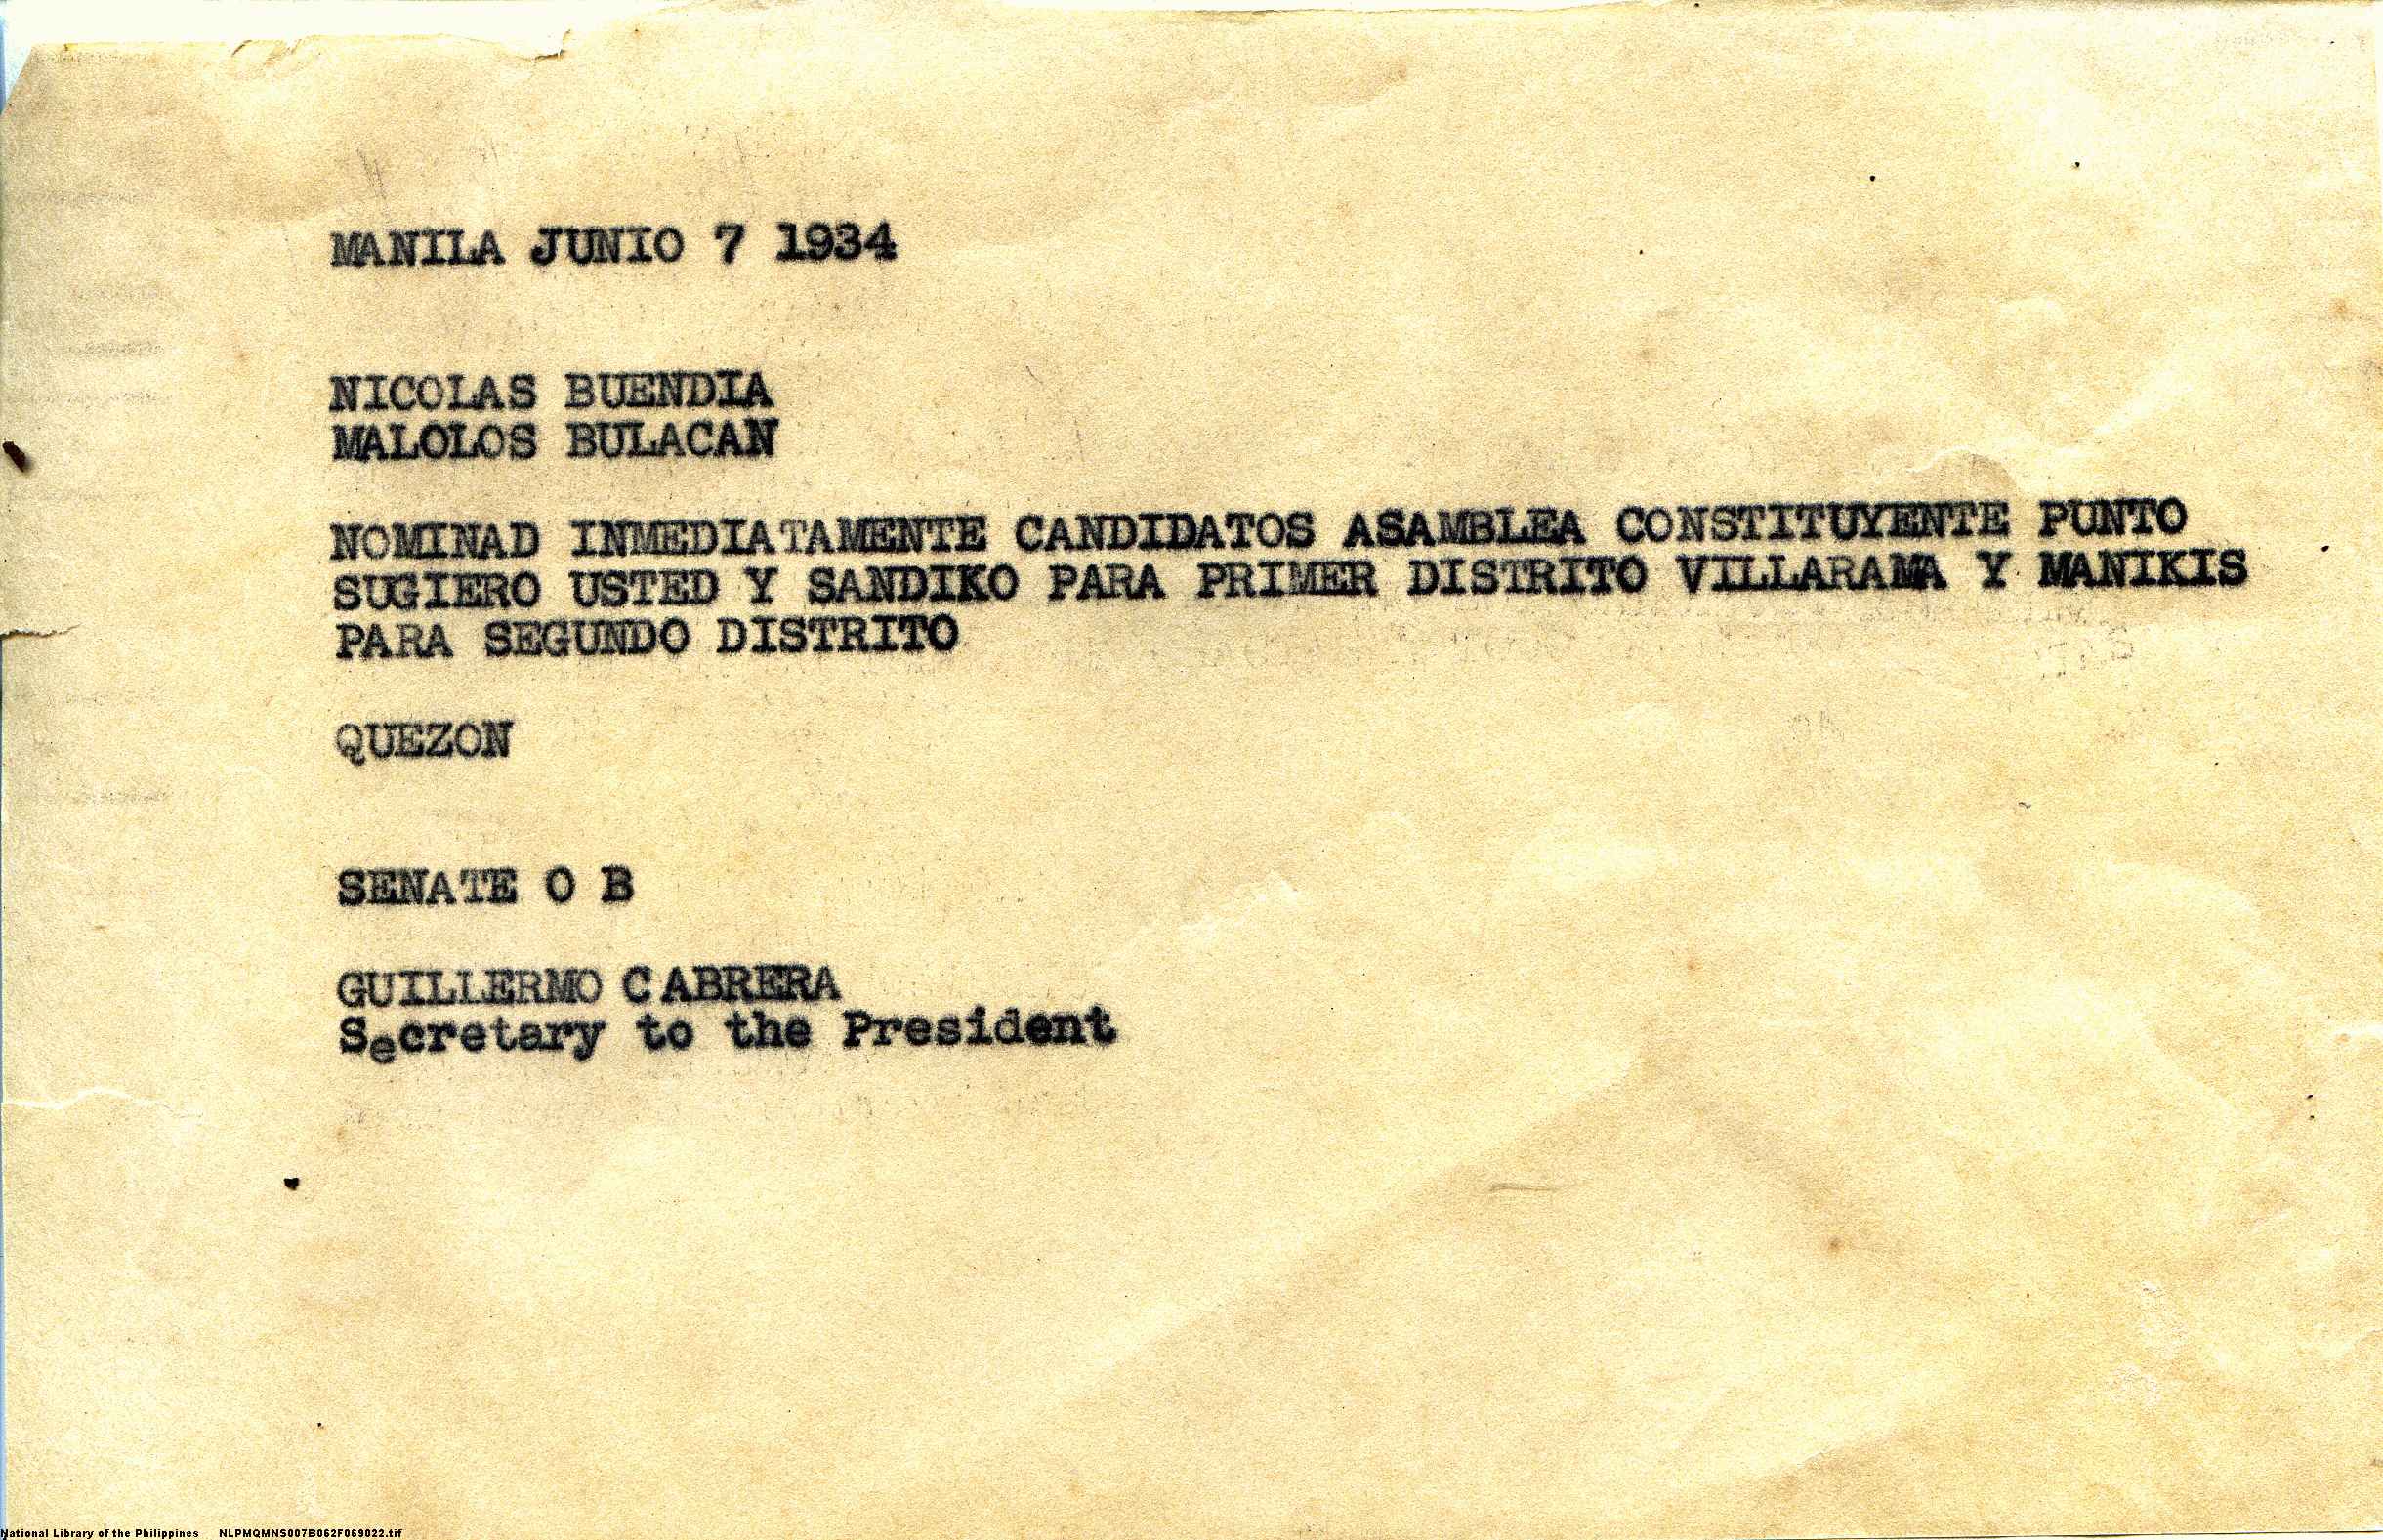 MANILA JUNIO 7 1934
NICOLAS BUENDIA
MALOLOS BULACAN
NOMINAD INMEDIATAMENTE CANDIDATOS ASAMBLEA CONSTITUYENTE PUNTO
SUGIERO USTED Y SANDIKO PARA PRIMER DISTRITO VILLARAMA Y MANIKIS
PARA SEGUNDO DISTRITO
QUEZON
SENATE O B
GUILLERMO CABRERA
Secretary to the President
National Library of the Philippines NLPMQMNS007B062F069022.tif